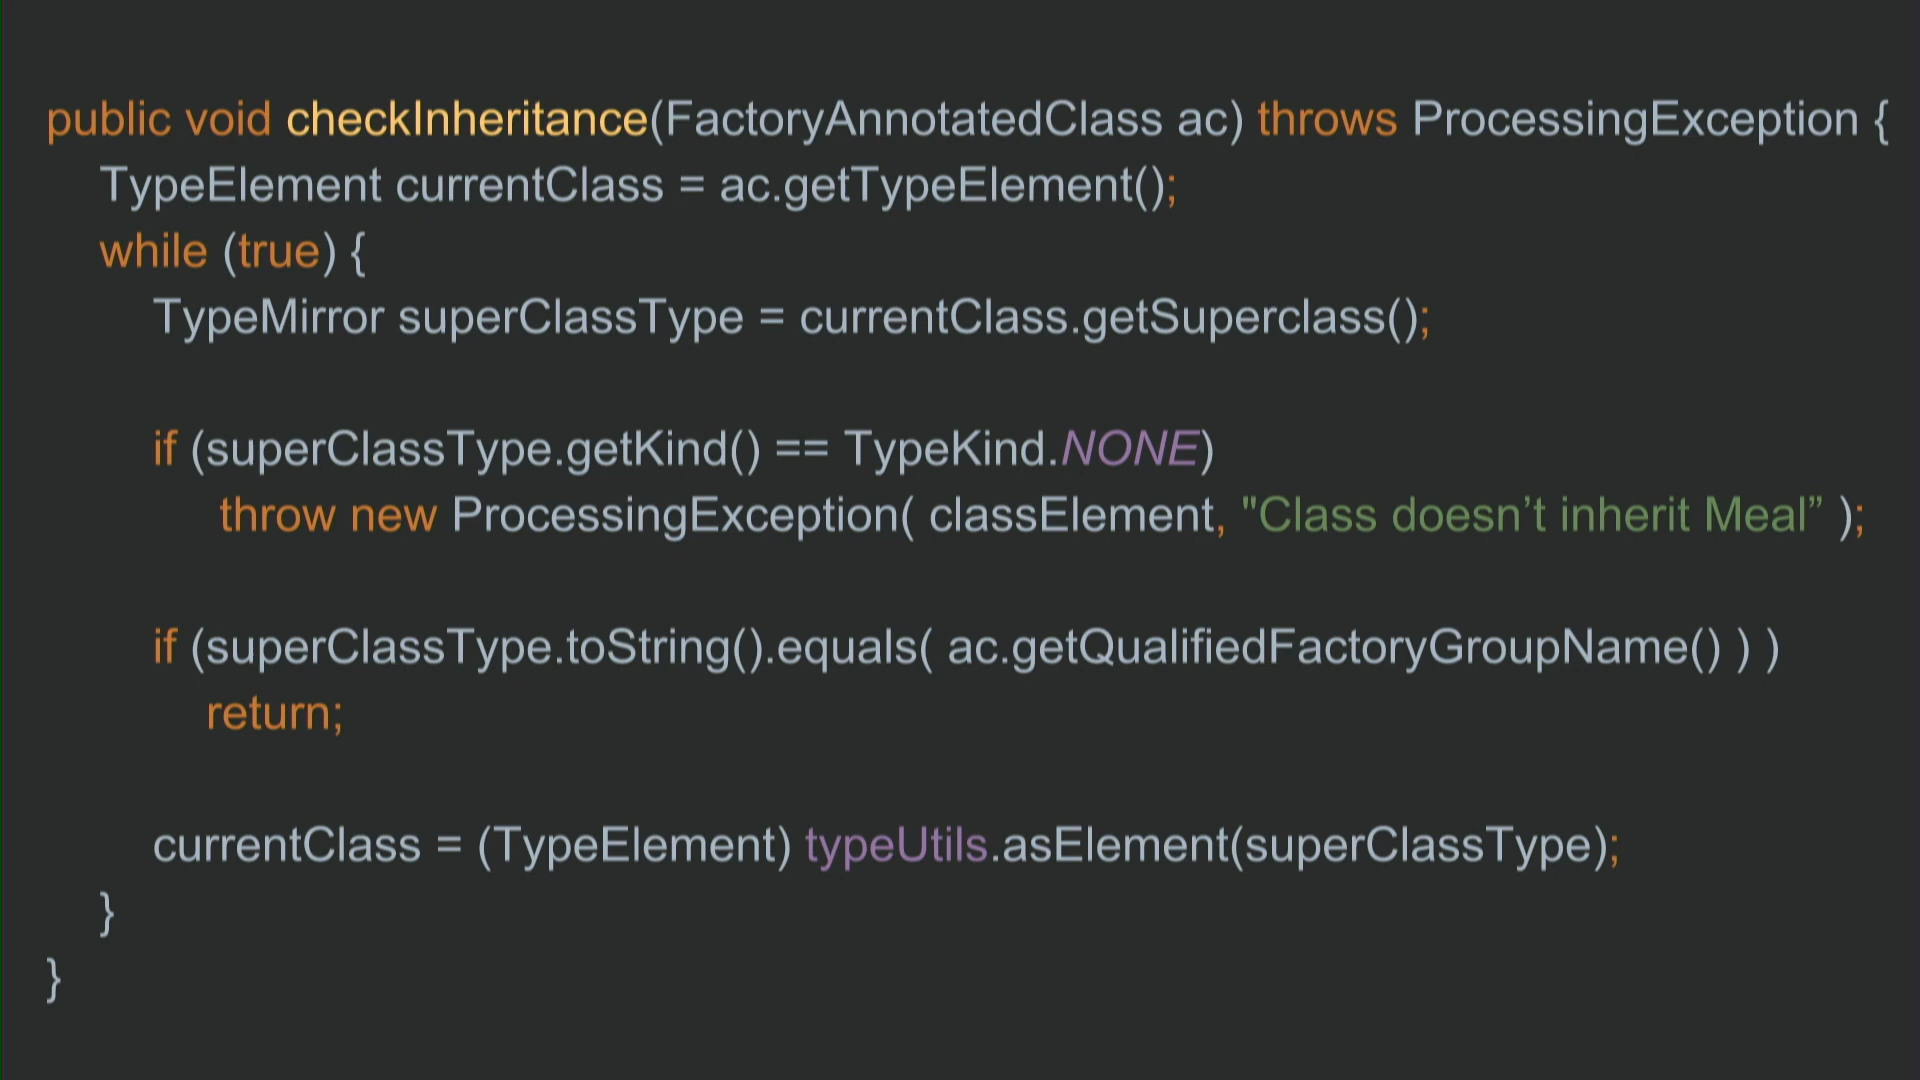 public void checkInheritance(FactoryAnnotatedClass ac) throws ProcessingException {
TypeElement currentClass = ac.getTypeElement();
while (true) {
TypeMirror superClassType = currentClass.getSuperclass();
if (superClassType.getKind() == TypeKind.NONE)
throw new ProcessingException( classElement, "Class doesn’t inherit Meal” );
if (superClassType.toString().equals( ac.getQualifiedFactoryGroupName() ) )
return;
currentClass = (TypeElement) typeUtils.asElement(superClassType);
}
}